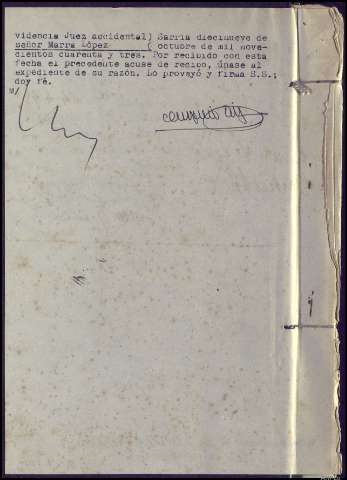 videncia Juez accidental) Sarria diecinueve de
señor Marra López ( octubre de mil nove-
cientos cuarenta y tres. Por recibido con esta
fecha el precedente acuse de recibo, únase al
expediente de su razón. Lo provayó y firma S.S.;
doy fé.